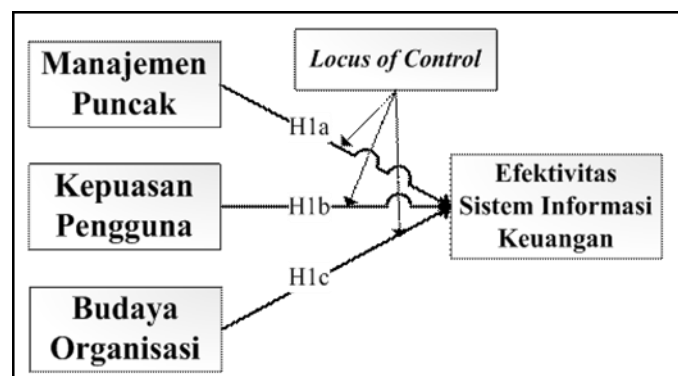 Manajemen
Puncak
Locus of Control
H1a
Kepuasan
Pengguna
H1b
Efektivitas
Sistem Informasi
Keuangan
H1c
Budaya
Organisasi